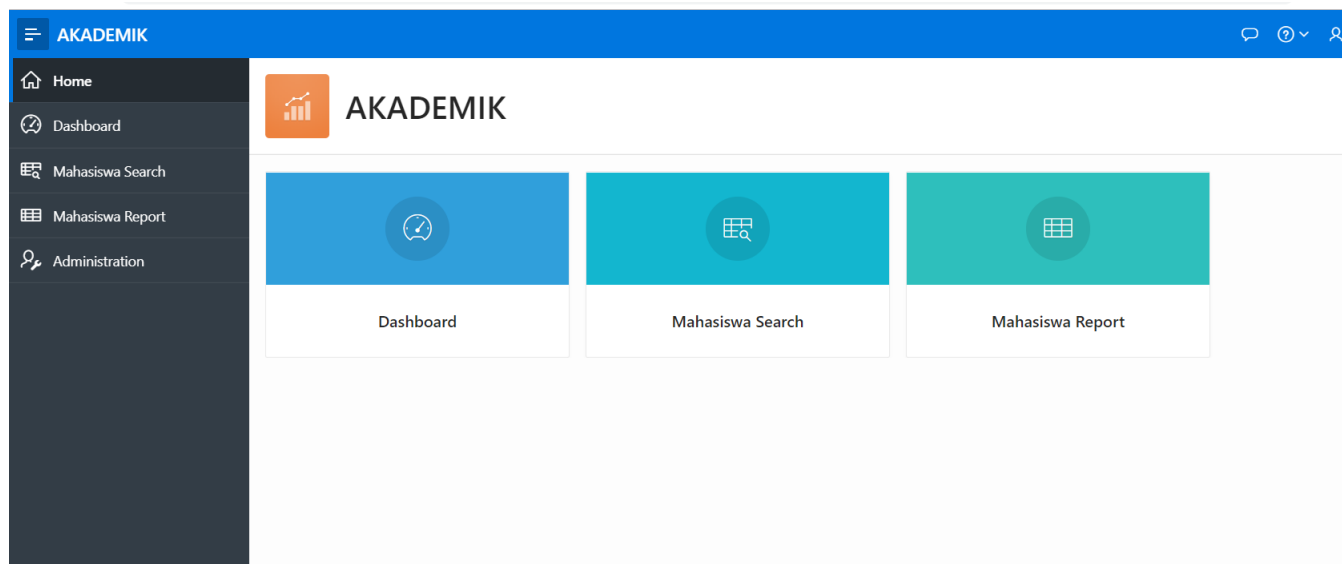 AKADEMIK
Home
Dashboard
Mahasiswa Search
Mahasiswa Report
Administration
AKADEMIK
Dashboard
Mahasiswa Search
Mahasiswa Report